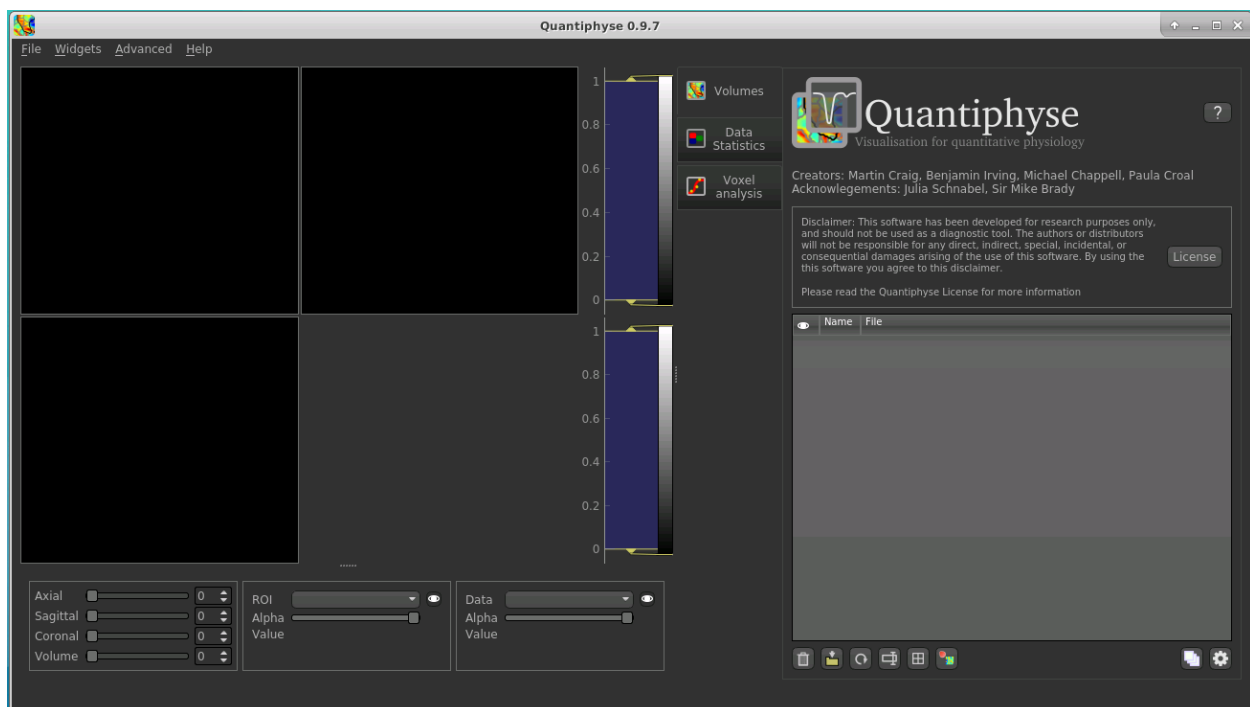 Quantiphyse 0.9.7
File Widgets Advanced Help
1
0.8
0.6
0.4
0.2
0
1
0.8
0.6
0.4
0.2
0
Volumes
Data
Statistics
Voxel
analysis
Quantiphyse
?
Visualisation for quantitative physiology
Creators: Martin Craig, Benjamin Irving, Michael Chappell, Paula Croal
Acknowlegements: Julia Schnabel, Sir Mike Brady
Disclaimer: This software has been developed for research purposes only,
and should not be used as a diagnostic tool. The authors or distributors
will not be responsible for any direct, indirect, special, incidental, or
consequential damages arising of the use of this software. By using the
this software you agree to this disclaimer.
Please read the Quantiphyse License for more information
License
Name File
Axial 0
Sagittal 0
Coronal 0
Volume 0
ROI
Alpha
Value
Data
Alpha
Value